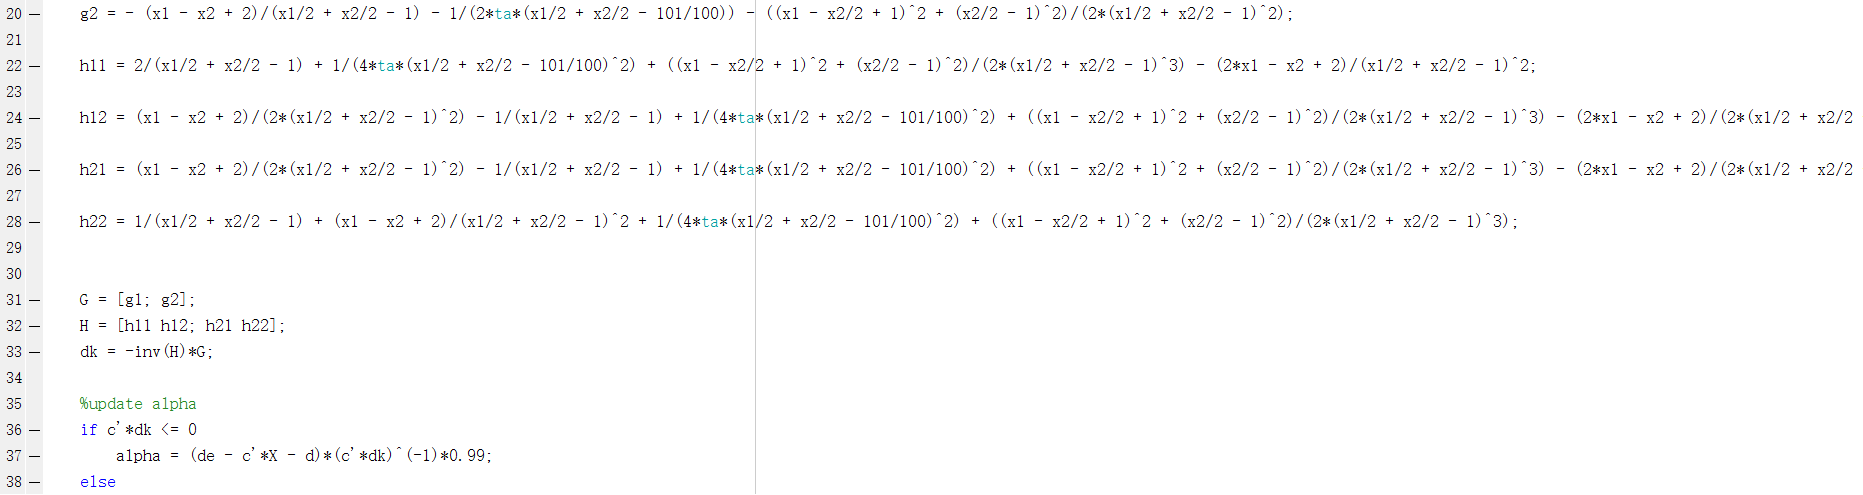 20 – g2 = - (x1 - x2 + 2)/(x1/2 + x2/2 - 1) - 1/(2*ta*(x1/2 + x2/2 - 101/100)) - ((x1 - x2/2 + 1)^2 + (x2/2 - 1)^2)/(2*(x1/2 + x2/2 - 1)^2);
21
22 – h11 = 2/(x1/2 + x2/2 - 1) + 1/(4*ta*(x1/2 + x2/2 - 101/100)^2) + ((x1 - x2/2 + 1)^2 + (x2/2 - 1)^2)/(2*(x1/2 + x2/2 - 1)^3) - (2*x1 - x2 + 2)/(x1/2 + x2/2 - 1)^2;
23
24 – h12 = (x1 - x2 + 2)/(2*(x1/2 + x2/2 - 1)^2) - 1/(x1/2 + x2/2 - 1) + 1/(4*ta*(x1/2 + x2/2 - 101/100)^2) + ((x1 - x2/2 + 1)^2 + (x2/2 - 1)^2)/(2*(x1/2 + x2/2 - 1)^3) - (2*x1 - x2 + 2)/(2*(x1/2 + x2/2
25
26 – h21 = (x1 - x2 + 2)/(2*(x1/2 + x2/2 - 1)^2) - 1/(x1/2 + x2/2 - 1) + 1/(4*ta*(x1/2 + x2/2 - 101/100)^2) + ((x1 - x2/2 + 1)^2 + (x2/2 - 1)^2)/(2*(x1/2 + x2/2 - 1)^3) - (2*x1 - x2 + 2)/(2*(x1/2 + x2/2
27
28 – h22 = 1/(x1/2 + x2/2 - 1) + (x1 - x2 + 2)/(x1/2 + x2/2 - 1)^2 + 1/(4*ta*(x1/2 + x2/2 - 101/100)^2) + ((x1 - x2/2 + 1)^2 + (x2/2 - 1)^2)/(2*(x1/2 + x2/2 - 1)^3);
29
30
31 – G = [g1; g2];
32 – H = [h11 h12; h21 h22];
33 – dk = -inv(H)*G;
34
35 %update alpha
36 – if c'*dk <= 0
37 – alpha = (de - c'*X - d)*(c'*dk)^(-1)*0.99;
38 – else